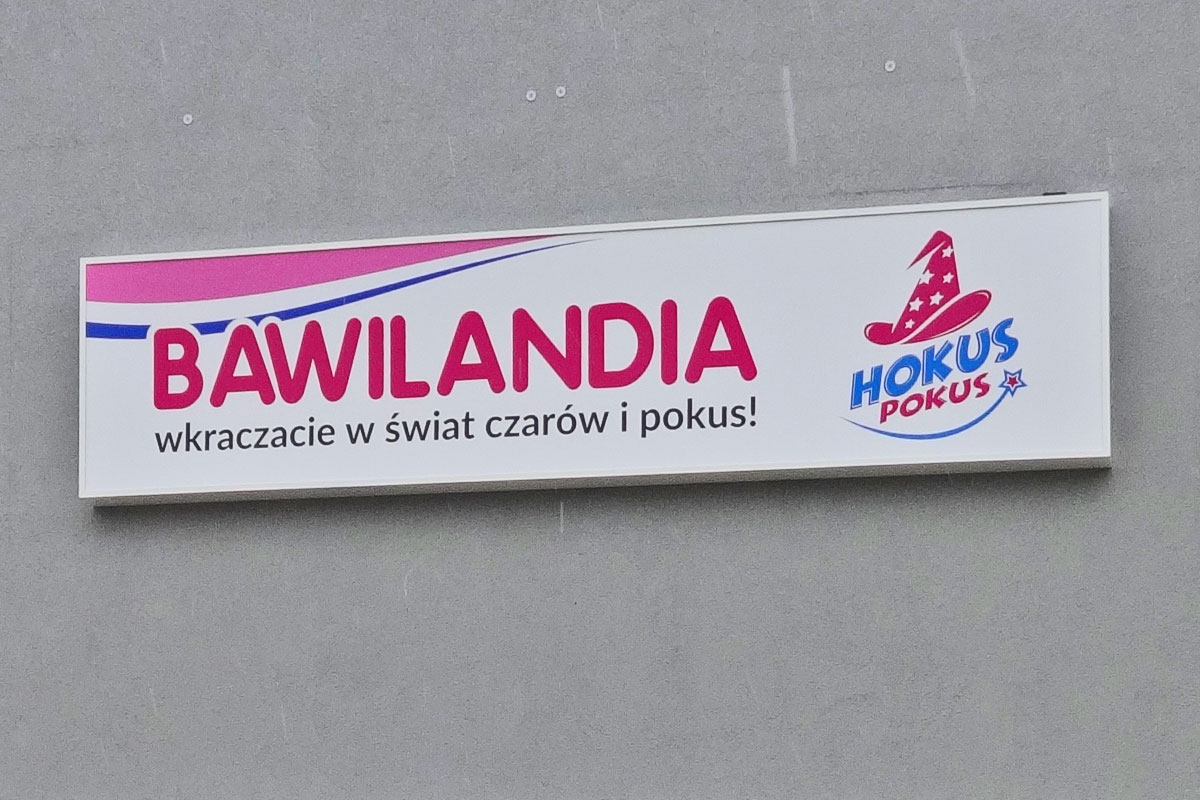 BAWILANDIA
wkraczacie w świat czarów i pokus!
HOKUS
POKUS